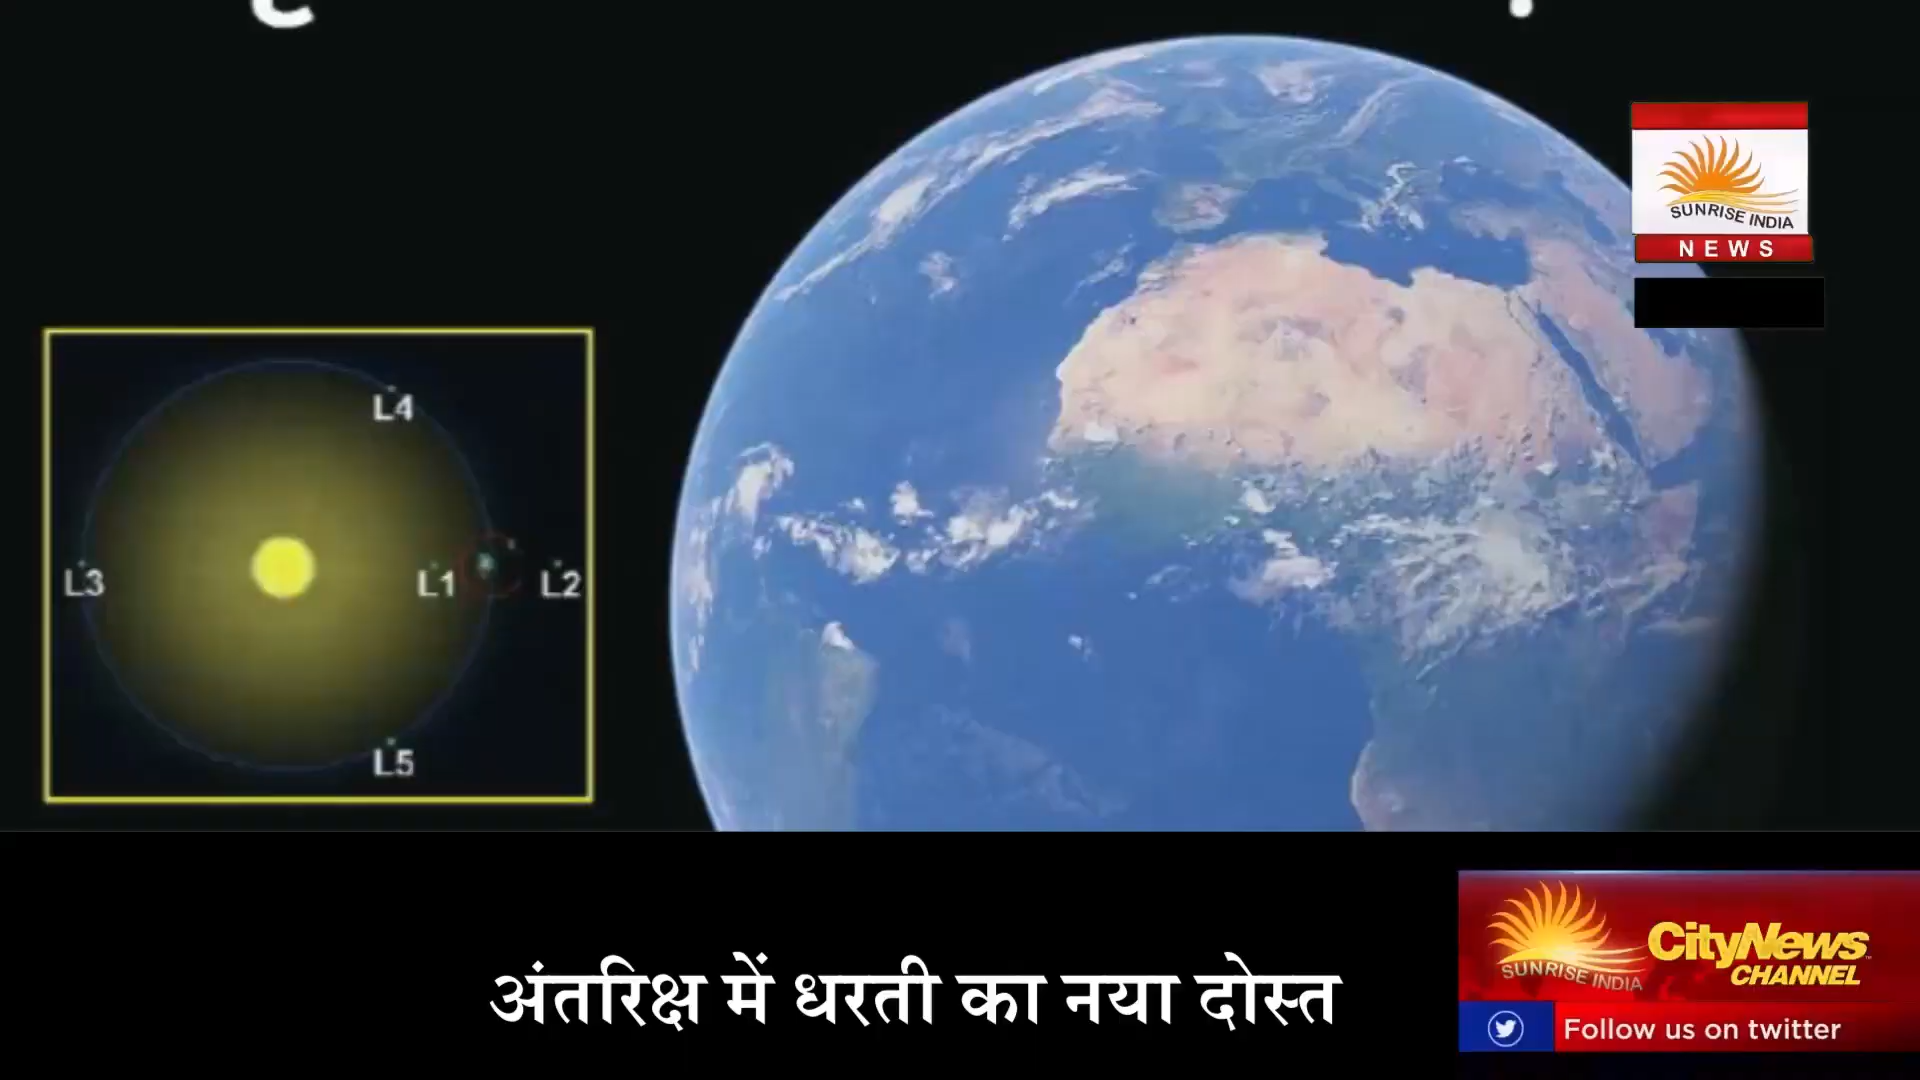 SUNRISE INDIA
NEWS
L4
L3
L1
L2
L5
अंतरिक्ष में धरती का नया दोस्त
SUNRISE INDIA
CityNews
CHANNEL
Follow us on twitter